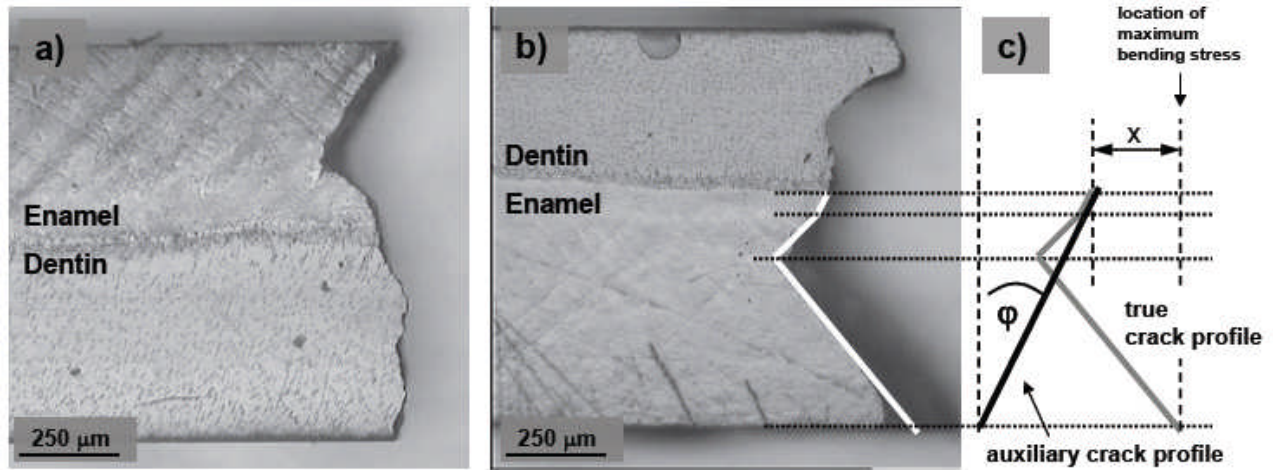 a)
Enamel
Dentin
250 μm
b)
Dentin
Enamel
250 μm
c)
location of
maximum
bending stress
X
φ
true
crack profile
auxiliary crack profile